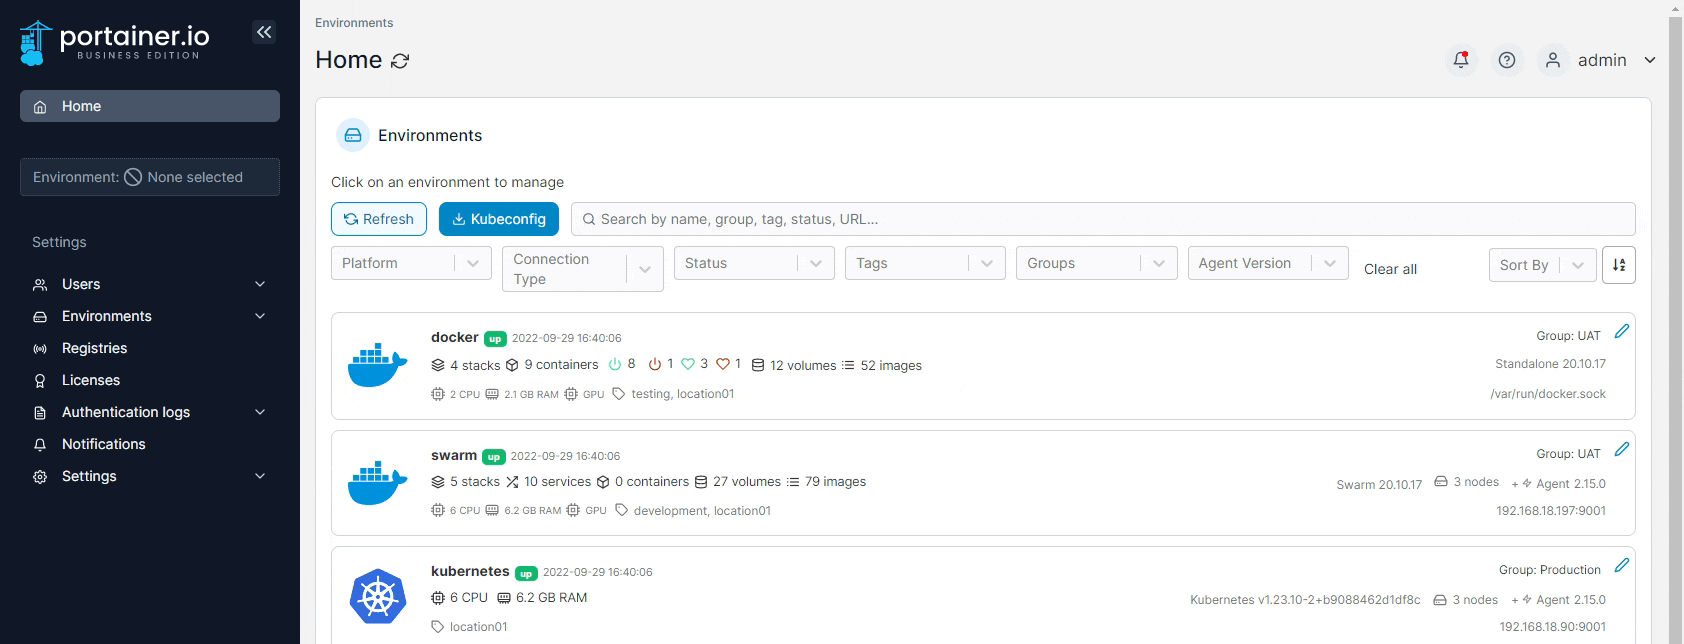 portainer.io
BUSINESS EDITION
Home
Environment: None selected
Settings
Users
Environments
Registries
Licenses
Authentication logs
Notifications
Settings
Environments
Home
admin
Environments
Click on an environment to manage
Refresh
Kubeconfig
Search by name, group, tag, status, URL...
Platform
Connection
Type
Status
Tags
Groups
Agent Version
Clear all
Sort By
docker up 2022-09-29 16:40:06
Group: UAT
4 stacks 9 containers 8 1 3 1 12 volumes 52 images
Standalone 20.10.17
2 CPU 2.1 GB RAM GPU testing, location01
/var/run/docker.sock
swarm up 2022-09-29 16:40:06
Group: UAT
5 stacks 10 services 0 containers 27 volumes 79 images
Swarm 20.10.17 3 nodes + Agent 2.15.0
6 CPU 6.2 GB RAM GPU development, location01
192.168.18.197:9001
kubernetes up 2022-09-29 16:40:06
Group: Production
6 CPU 6.2 GB RAM
Kubernetes v1.23.10-2+b9088462d1df8c 3 nodes + Agent 2.15.0
location01
192.168.18.90:9001